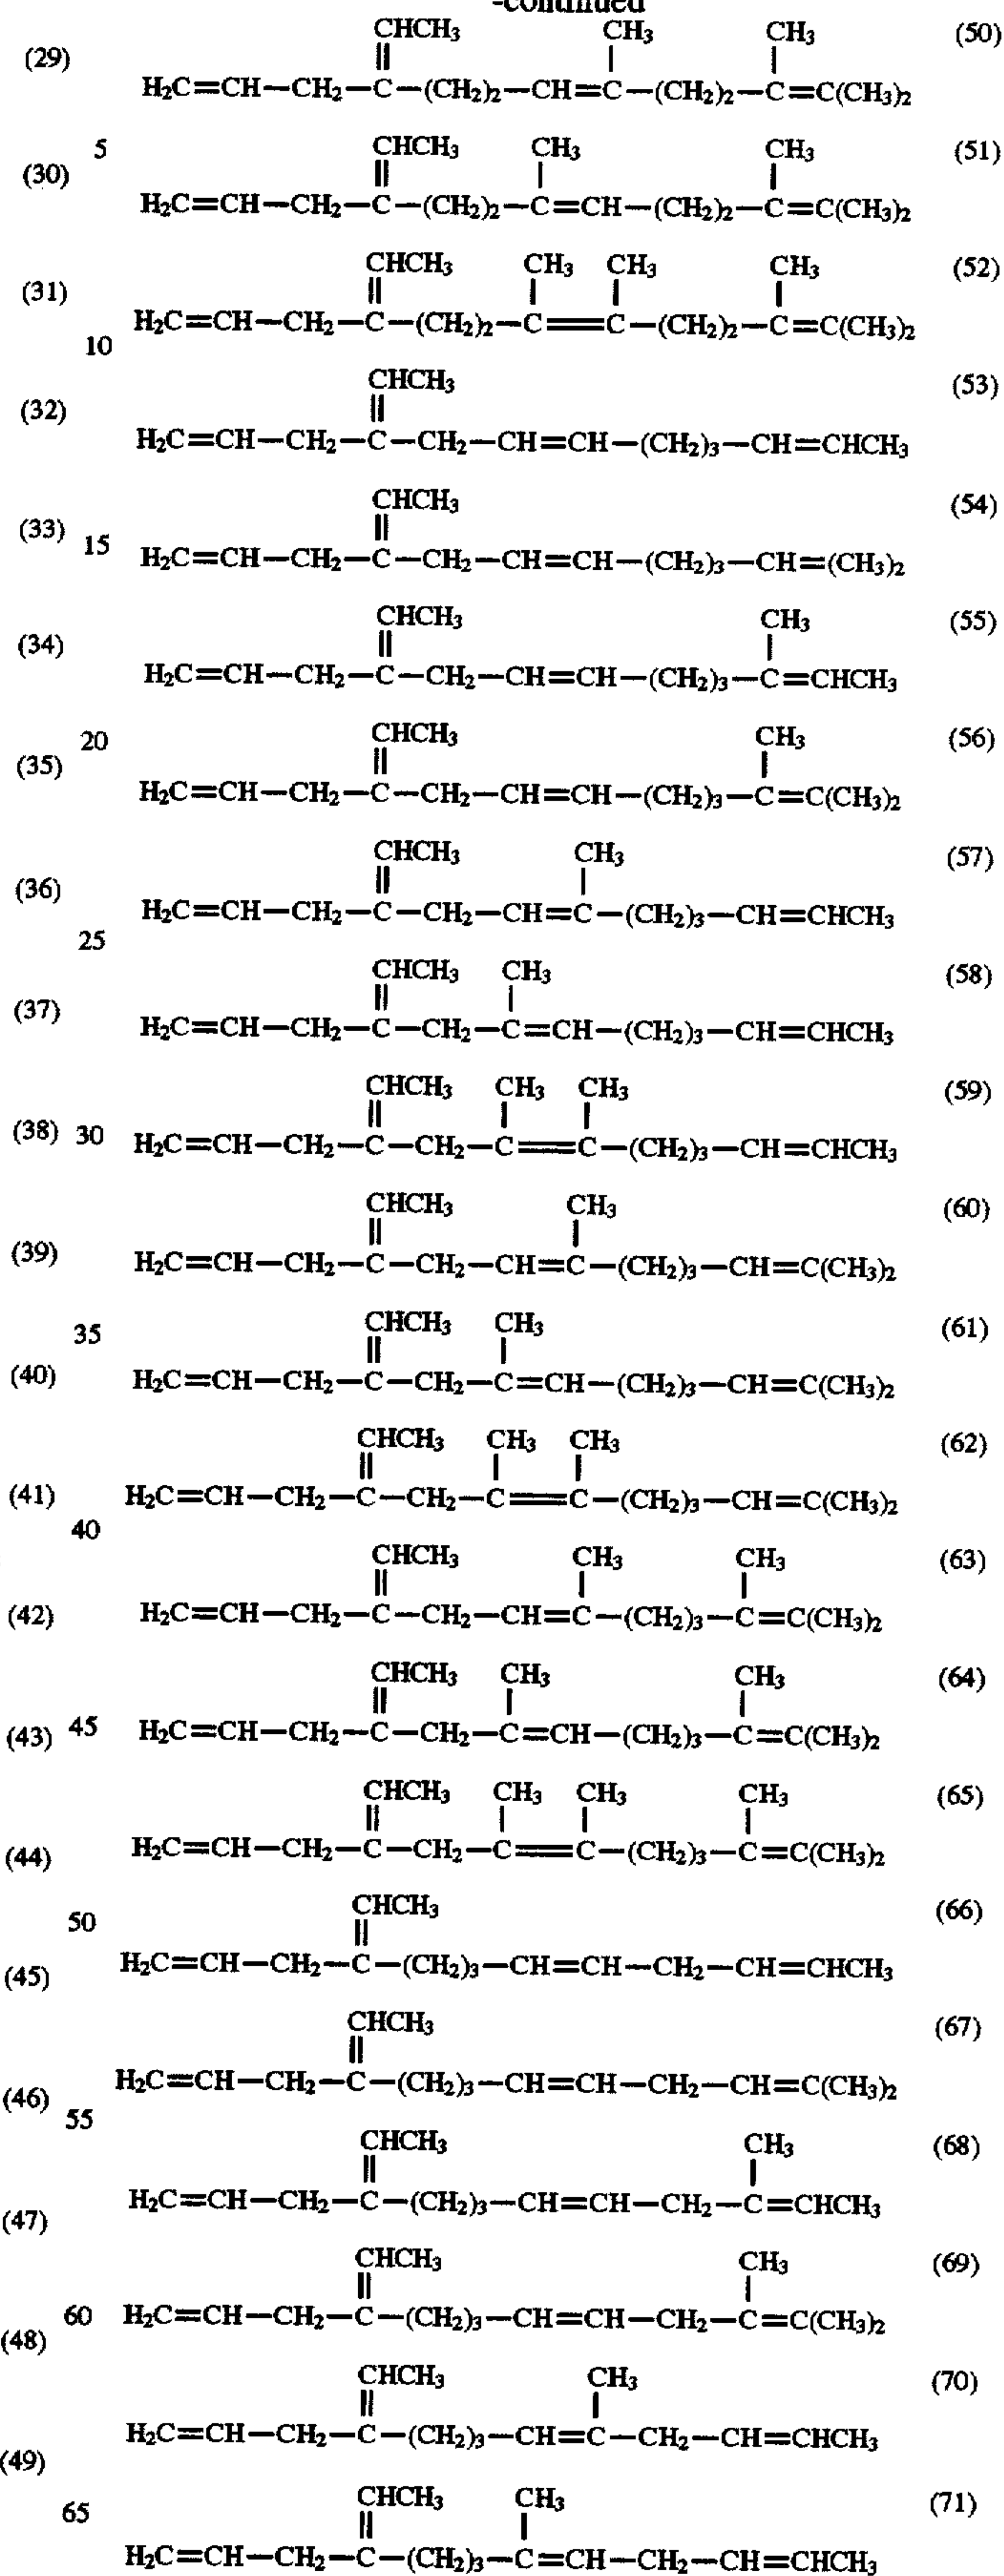 -continued
CHCH₃ CH₃ CH₃ (50)
(29)
H₂C=CH—CH₂—C—(CH₂)₂—CH=C—(CH₂)₂—C=C(CH₃)₂
5 CHCH₃ CH₃ CH₃ (51)
(30)
H₂C=CH—CH₂—C—(CH₂)₂—C=CH—(CH₂)₂—C=C(CH₃)₂
CHCH₃ CH₃ CH₃ CH₃ (52)
(31)
H₂C=CH—CH₂—C—(CH₂)₂—C=C—(CH₂)₂—C=C(CH₃)₂
10
CHCH₃ (53)
(32)
H₂C=CH—CH₂—C—CH₂—CH=CH—(CH₂)₃—CH=CHCH₃
CHCH₃ (54)
(33) 15
H₂C=CH—CH₂—C—CH₂—CH=CH—(CH₂)₃—CH=(CH₃)₂
CHCH₃ CH₃ (55)
(34)
H₂C=CH—CH₂—C—CH₂—CH=CH—(CH₂)₃—C=CHCH₃
20 CHCH₃ CH₃ (56)
(35)
H₂C=CH—CH₂—C—CH₂—CH=CH—(CH₂)₃—C=C(CH₃)₂
CHCH₃ CH₃ (57)
(36)
H₂C=CH—CH₂—C—CH₂—CH=C—(CH₂)₃—CH=CHCH₃
25
CHCH₃ CH₃ (58)
(37)
H₂C=CH—CH₂—C—CH₂—C=CH—(CH₂)₃—CH=CHCH₃
CHCH₃ CH₃ CH₃ (59)
(38) 30
H₂C=CH—CH₂—C—CH₂—C=C—(CH₂)₃—CH=CHCH₃
CHCH₃ CH₃ (60)
(39)
H₂C=CH—CH₂—C—CH₂—CH=C—(CH₂)₃—CH=C(CH₃)₂
35 CHCH₃ CH₃ (61)
(40)
H₂C=CH—CH₂—C—CH₂—C=CH—(CH₂)₃—CH=C(CH₃)₂
CHCH₃ CH₃ CH₃ (62)
(41)
H₂C=CH—CH₂—C—CH₂—C=C—(CH₂)₃—CH=C(CH₃)₂
40
CHCH₃ CH₃ CH₃ (63)
(42)
H₂C=CH—CH₂—C—CH₂—CH=C—(CH₂)₃—C=C(CH₃)₂
CHCH₃ CH₃ CH₃ (64)
(43) 45
H₂C=CH—CH₂—C—CH₂—C=CH—(CH₂)₃—C=C(CH₃)₂
CHCH₃ CH₃ CH₃ CH₃ (65)
(44)
H₂C=CH—CH₂—C—CH₂—C=C—(CH₂)₃—C=C(CH₃)₂
50 CHCH₃ (66)
(45)
H₂C=CH—CH₂—C—(CH₂)₃—CH=CH—CH₂—CH=CHCH₃
CHCH₃ (67)
(46)
H₂C=CH—CH₂—C—(CH₂)₃—CH=CH—CH₂—CH=C(CH₃)₂
55
CHCH₃ CH₃ (68)
(47)
H₂C=CH—CH₂—C—(CH₂)₃—CH=CH—CH₂—C=CHCH₃
CHCH₃ CH₃ (69)
60
H₂C=CH—CH₂—C—(CH₂)₃—CH=CH—CH₂—C=C(CH₃)₂
(48)
CHCH₃ CH₃ (70)
H₂C=CH—CH₂—C—(CH₂)₃—CH=C—CH₂—CH=CHCH₃
(49)
65 CHCH₃ CH₃ (71)
H₂C=CH—CH₂—C—(CH₂)₃—C=CH—CH₂—CH=CHCH₃